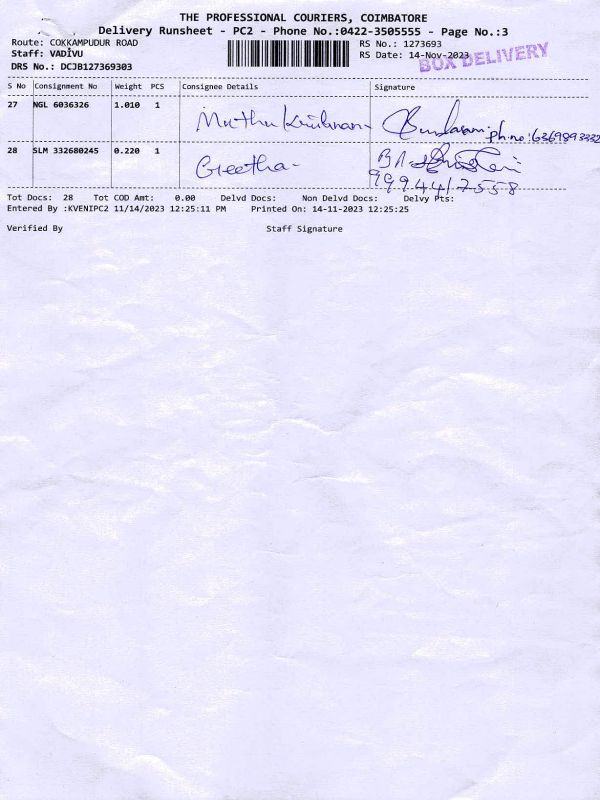 THE PROFESSIONAL COURIERS, COIMBATORE
Delivery Runsheet - PC2 - Phone No.:0422-3505555 - Page No.:3
Route: COKKAMPUDUR ROAD RS No.: 1273693
Staff: VADIVU RS Date: 14-Nov-2023
BOX DELIVERY
DRS No.: DCJB127369303
S No Consignment No Weight PCS Consignee Details Signature
27 NGL 6036326 1.010 1 Muthu Krishnan
ph.no:
28 SLM 332680245 0.220 1 Geetha
9994417558
Tot Docs: 28 Tot COD Amt: 0.00 Delvd Docs: Non Delvd Docs: Delvy Pts:
Entered By :KVENIPC2 11/14/2023 12:25:11 PM Printed On: 14-11-2023 12:25:25
Verified By Staff Signature